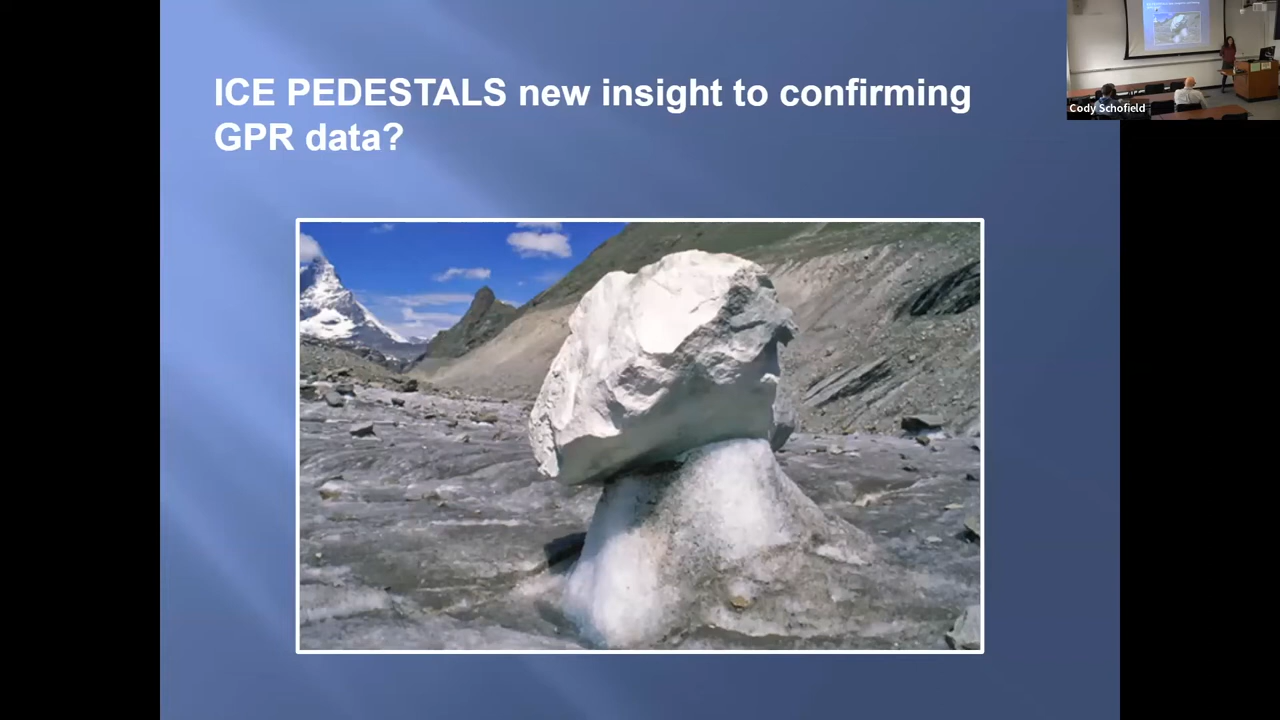 ICE PEDESTALS new insight to confirming
GPR data?
Cody Schofield